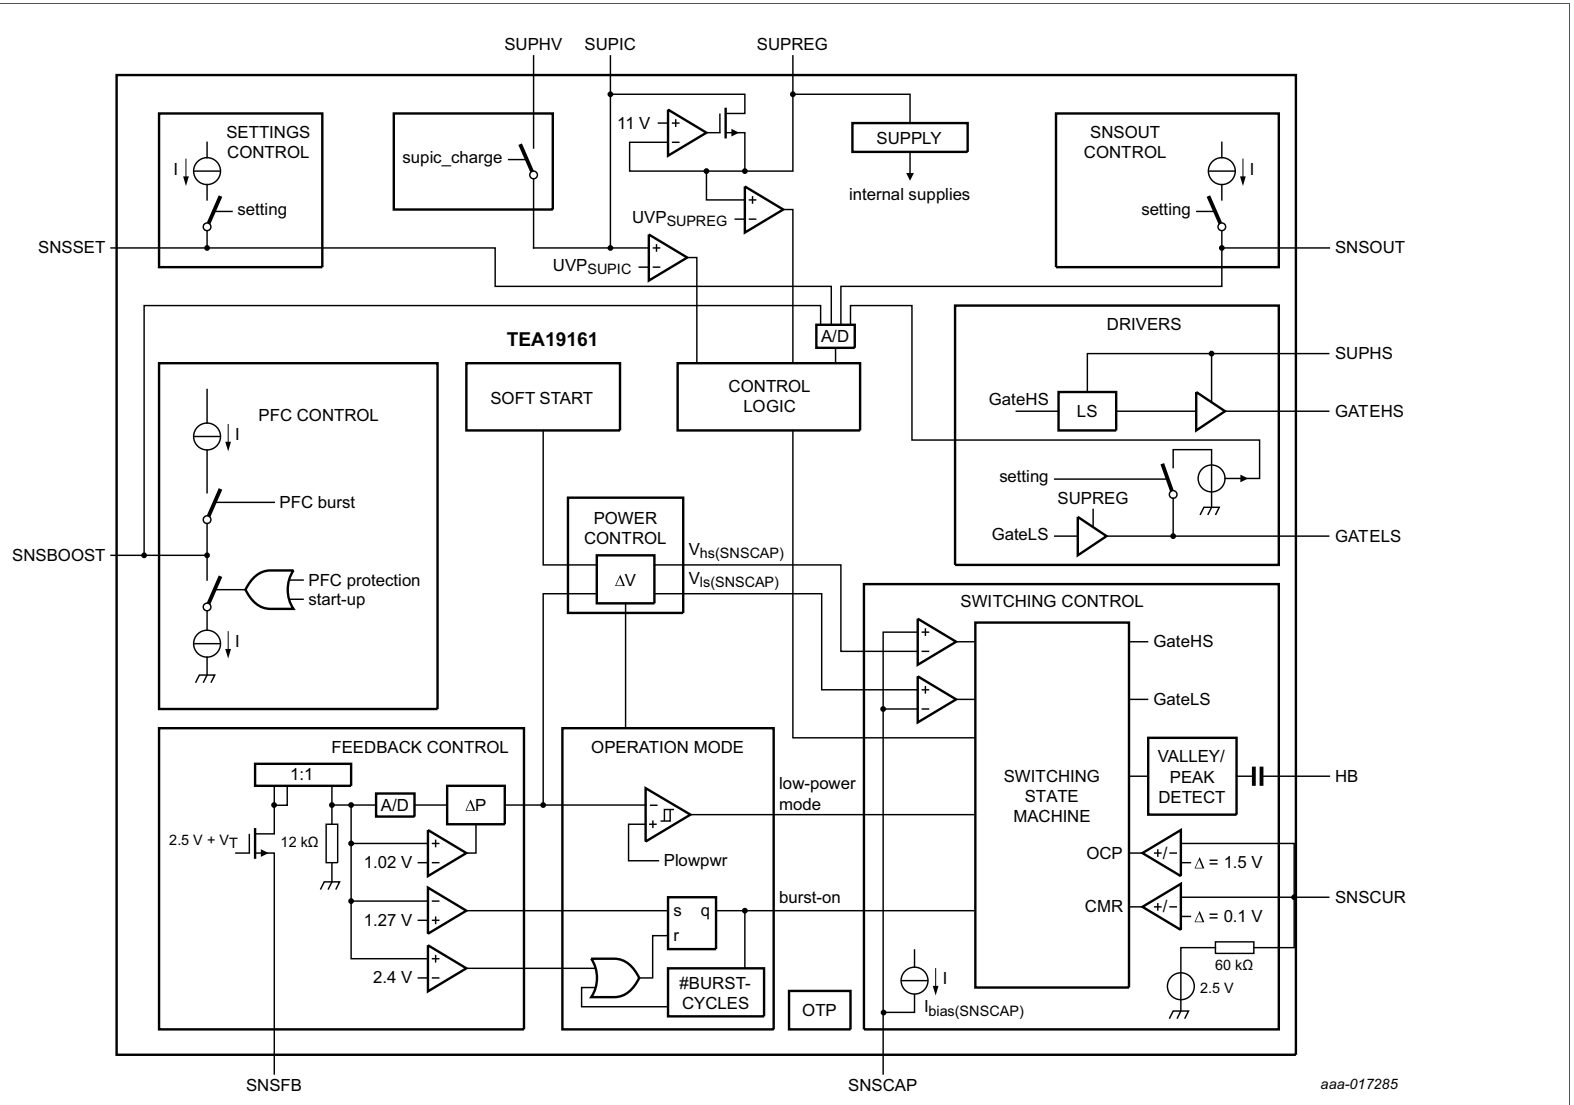 SUPHV
SUPIC
SUPREG
SETTINGS
CONTROL
I
setting
supic_charge
11 V
+
−
SUPPLY
internal supplies
SNSOUT
CONTROL
I
setting
UVPSUPREG
+
−
SNSSET
UVPSUPIC
+
−
SNSOUT
TEA19161
A/D
DRIVERS
SUPHS
PFC CONTROL
SOFT START
CONTROL
LOGIC
GateHS
LS
GATEHS
I
PFC burst
setting
SUPREG
GateLS
GATELS
SNSBOOST
POWER
CONTROL
ΔV
Vhs(SNSCAP)
Vls(SNSCAP)
PFC protection
start-up
I
SWITCHING CONTROL
+
−
GateHS
+
−
GateLS
FEEDBACK CONTROL
OPERATION MODE
1:1
A/D
ΔP
2.5 V + VT
12 kΩ
+
1.02 V −
−
1.27 V +
+
2.4 V −
−
+
Plowpwr
low-power
mode
SWITCHING
STATE
MACHINE
VALLEY/
PEAK
DETECT
HB
OCP
+/−
Δ = 1.5 V
burst-on
s q
r
CMR
+/−
Δ = 0.1 V
SNSCUR
#BURST-
CYCLES
OTP
I
Ibias(SNSCAP)
60 kΩ
2.5 V
SNSFB
SNSCAP
aaa-017285